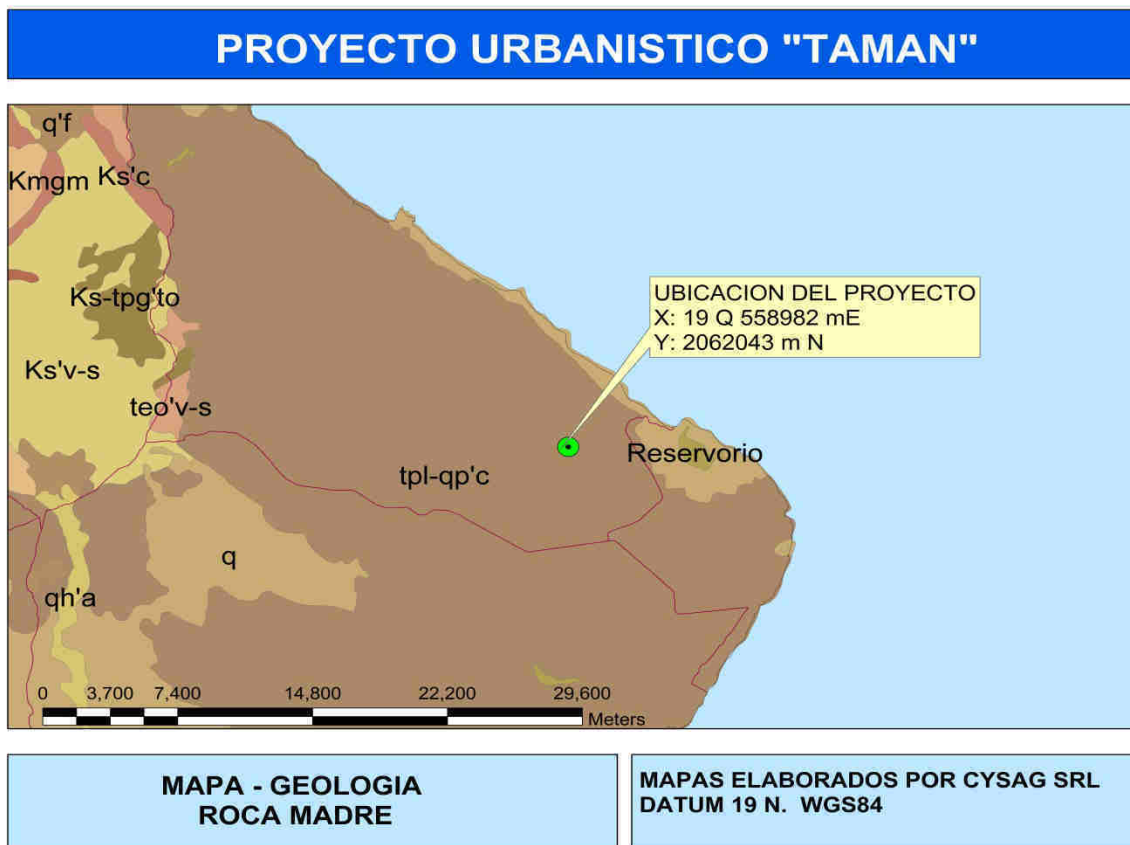 PROYECTO URBANISTICO "TAMAN"
q'f
Kmgm
Ks'c
Ks-tpg'to
Ks'v-s
teo'v-s
UBICACION DEL PROYECTO
X: 19 Q 558982 mE
Y: 2062043 m N
Reservorio
tpl-qp'c
q
qh'a
0 3,700 7,400 14,800 22,200 29,600
Meters
MAPA - GEOLOGIA
ROCA MADRE
MAPAS ELABORADOS POR CYSAG SRL
DATUM 19 N. WGS84